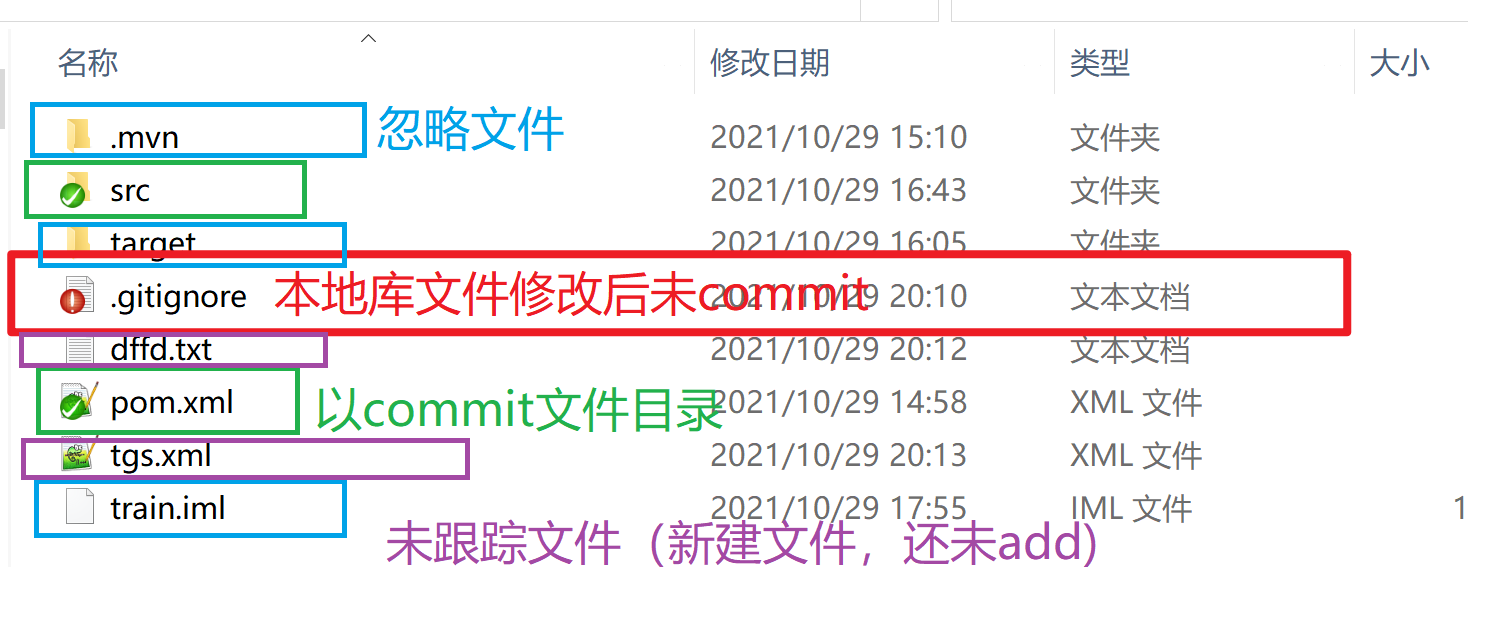 名称 修改日期 类型 大小
.mvn 忽略文件 2021/10/29 15:10 文件夹
src 2021/10/29 16:43 文件夹
target 2021/10/29 16:05 文件夹
.gitignore 本地库文件修改后未commit 2021/10/29 20:10 文本文档
dffd.txt 2021/10/29 20:12 文本文档
pom.xml 以commit文件目录 2021/10/29 14:58 XML 文件
tgs.xml 2021/10/29 20:13 XML 文件
train.iml 2021/10/29 17:55 IML 文件 1
未跟踪文件（新建文件，还未add)